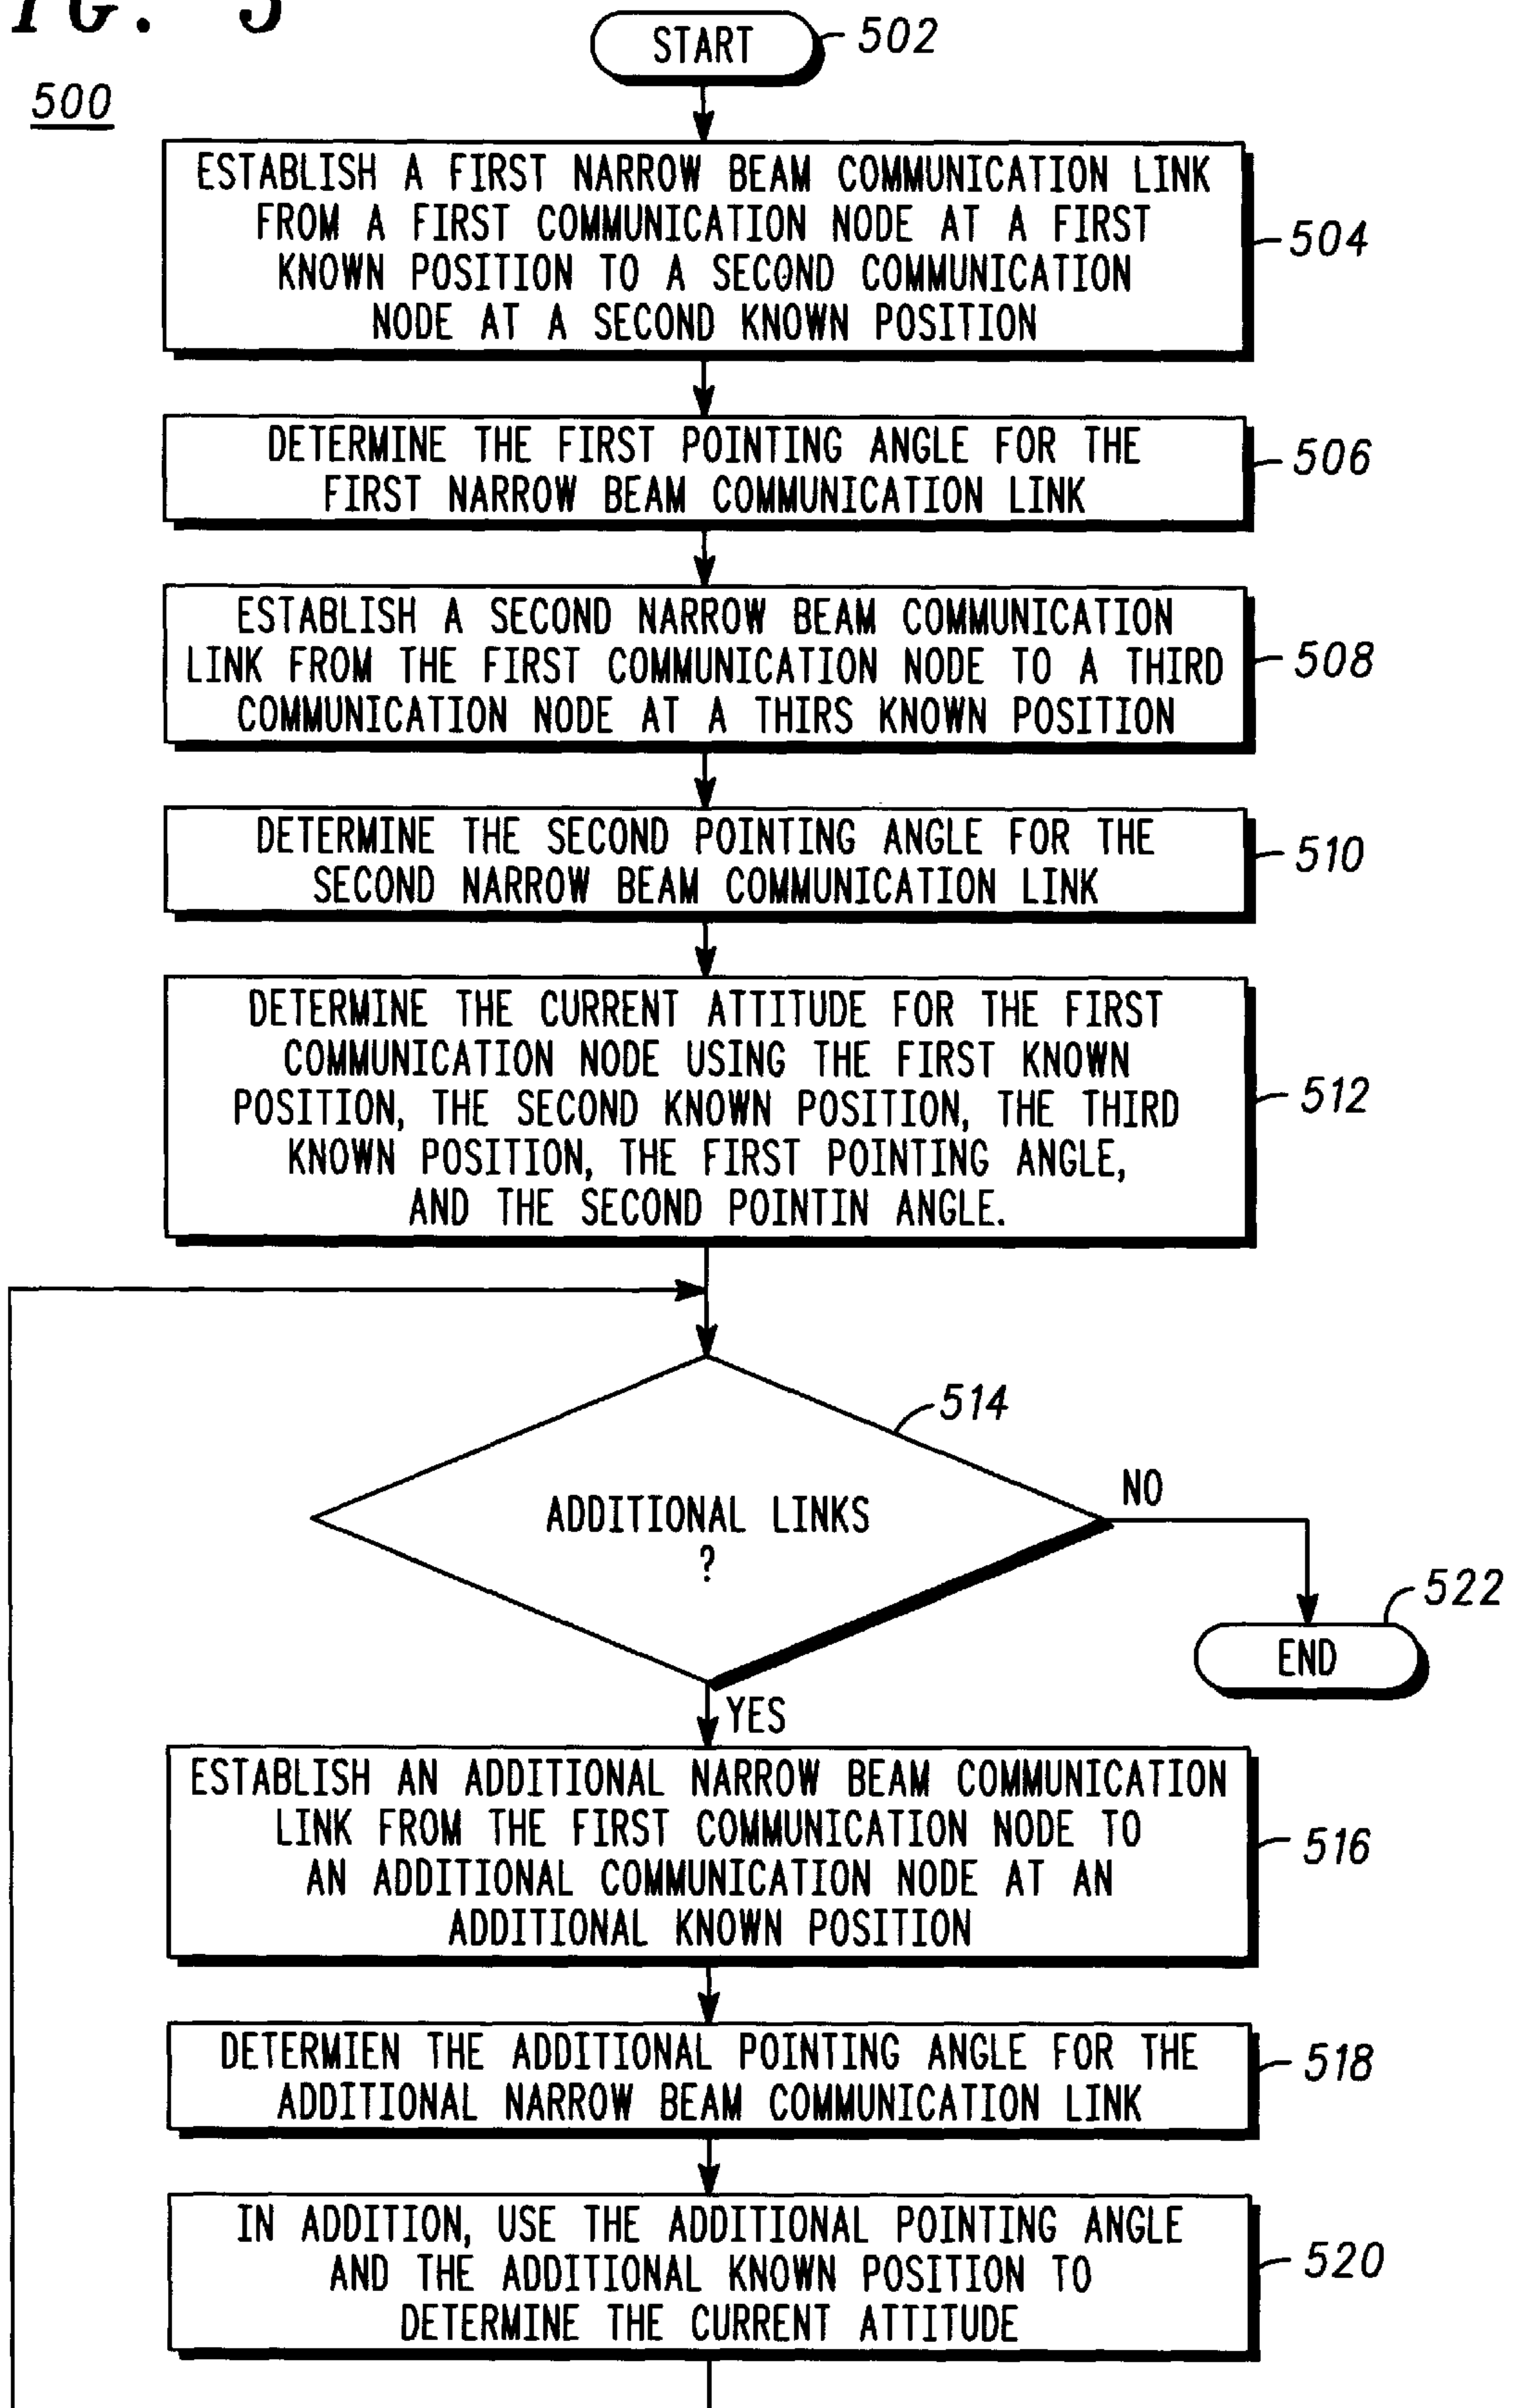 IG. 5
500
START 502
ESTABLISH A FIRST NARROW BEAM COMMUNICATION LINK
FROM A FIRST COMMUNICATION NODE AT A FIRST
KNOWN POSITION TO A SECOND COMMUNICATION
NODE AT A SECOND KNOWN POSITION
504
DETERMINE THE FIRST POINTING ANGLE FOR THE
FIRST NARROW BEAM COMMUNICATION LINK
506
ESTABLISH A SECOND NARROW BEAM COMMUNICATION
LINK FROM THE FIRST COMMUNICATION NODE TO A THIRD
COMMUNICATION NODE AT A THIRS KNOWN POSITION
508
DETERMINE THE SECOND POINTING ANGLE FOR THE
SECOND NARROW BEAM COMMUNICATION LINK
510
DETERMINE THE CURRENT ATTITUDE FOR THE FIRST
COMMUNICATION NODE USING THE FIRST KNOWN
POSITION, THE SECOND KNOWN POSITION, THE THIRD
KNOWN POSITION, THE FIRST POINTING ANGLE,
AND THE SECOND POINTIN ANGLE.
512
514
ADDITIONAL LINKS
?
NO
522
END
YES
ESTABLISH AN ADDITIONAL NARROW BEAM COMMUNICATION
LINK FROM THE FIRST COMMUNICATION NODE TO
AN ADDITIONAL COMMUNICATION NODE AT AN
ADDITIONAL KNOWN POSITION
516
DETERMIEN THE ADDITIONAL POINTING ANGLE FOR THE
ADDITIONAL NARROW BEAM COMMUNICATION LINK
518
IN ADDITION, USE THE ADDITIONAL POINTING ANGLE
AND THE ADDITIONAL KNOWN POSITION TO
DETERMINE THE CURRENT ATTITUDE
520